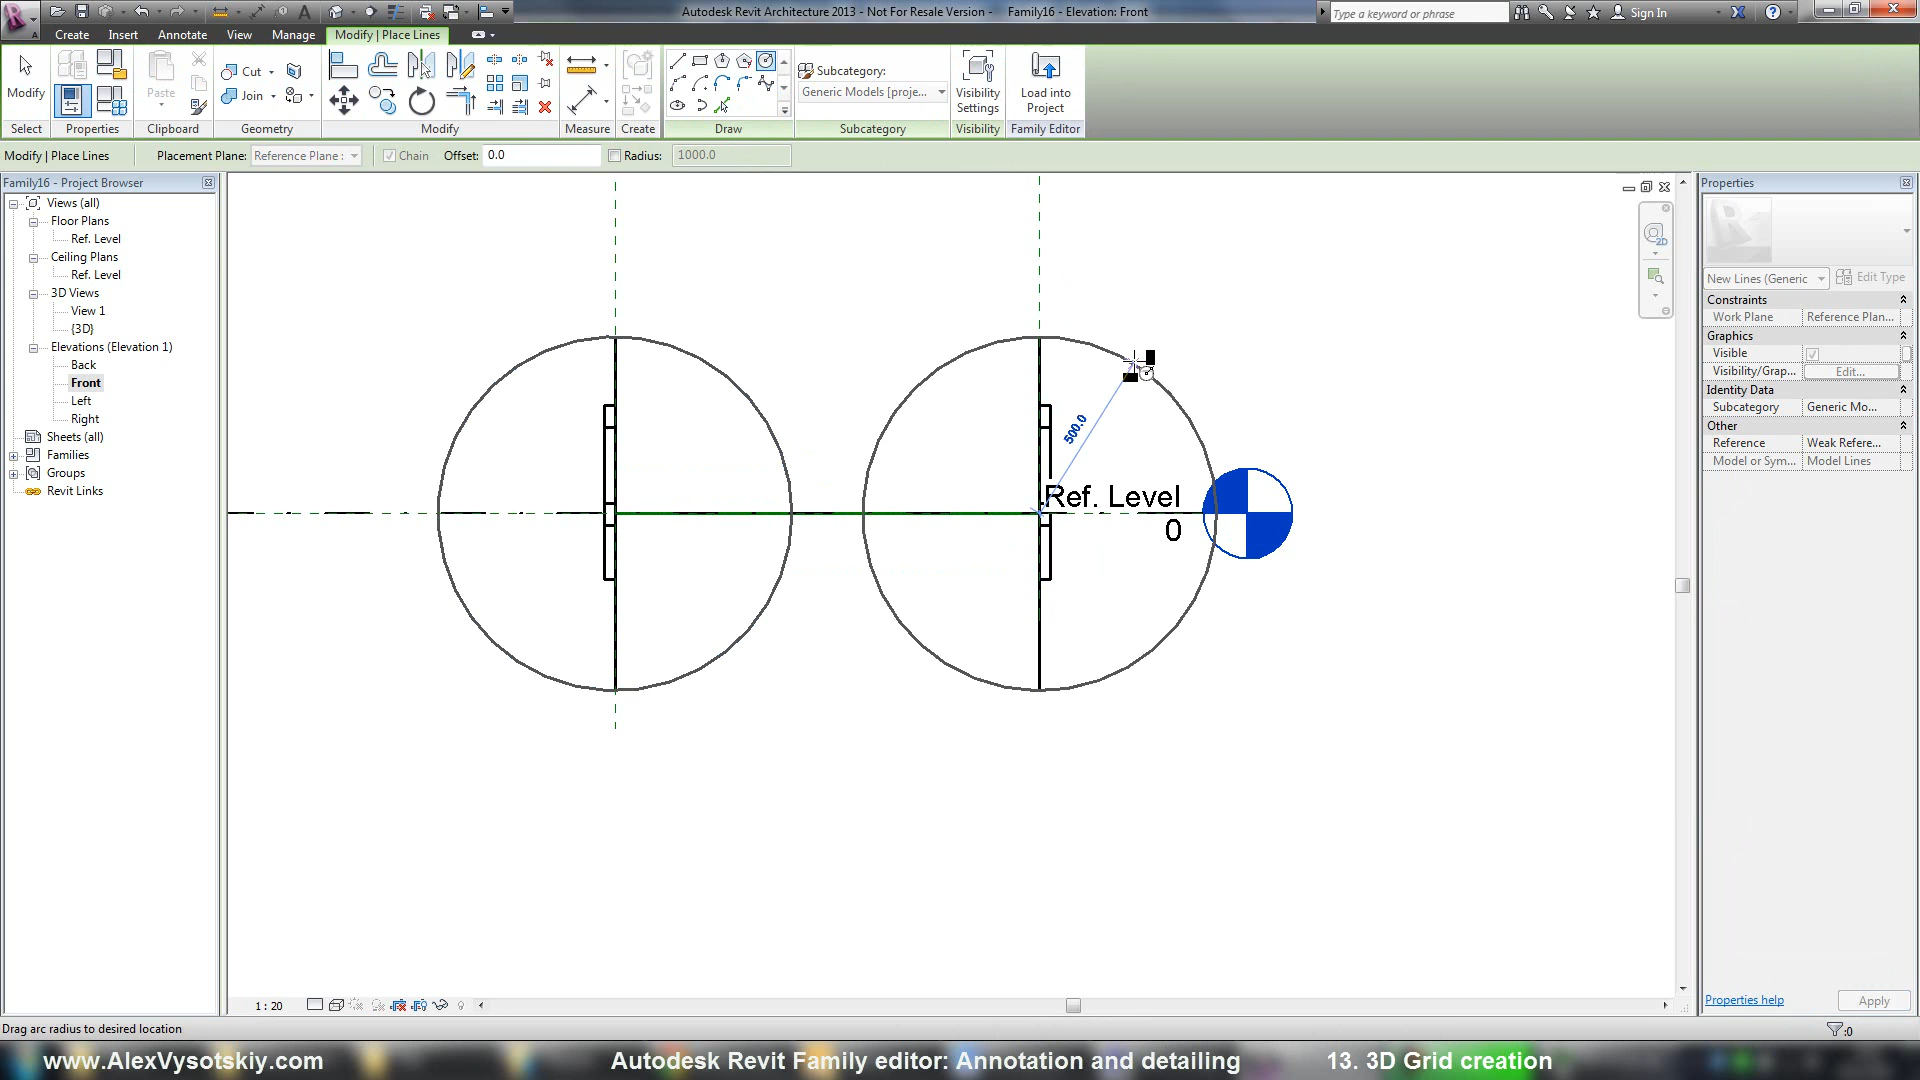 Autodesk Revit Architecture 2013 - Not For Resale Version - Family16 - Elevation: Front
Type a keyword or phrase
Sign In
Create Insert Annotate View Manage Modify | Place Lines
Modify
Paste
Cut
Join
Subcategory:
Generic Models [proje...
Visibility Settings
Load into Project
Select Properties Clipboard Geometry Modify Measure Create Draw Subcategory Visibility Family Editor
Modify | Place Lines Placement Plane: Reference Plane : Chain Offset: 0.0 Radius: 1000.0
Family16 - Project Browser
Views (all)
Floor Plans
Ref. Level
Ceiling Plans
Ref. Level
3D Views
View 1
{3D}
Elevations (Elevation 1)
Back
Front
Left
Right
Sheets (all)
Families
Groups
Revit Links
500.0
Ref. Level
0
2D
Properties
New Lines (Generic
Edit Type
Constraints
Work Plane Reference Plan...
Graphics
Visible
Visibility/Grap... Edit...
Identity Data
Subcategory Generic Mo...
Other
Reference Weak Refere...
Model or Sym... Model Lines
Properties help Apply
1 : 20
Drag arc radius to desired location
:0
www.AlexVysotskiy.com Autodesk Revit Family editor: Annotation and detailing 13. 3D Grid creation